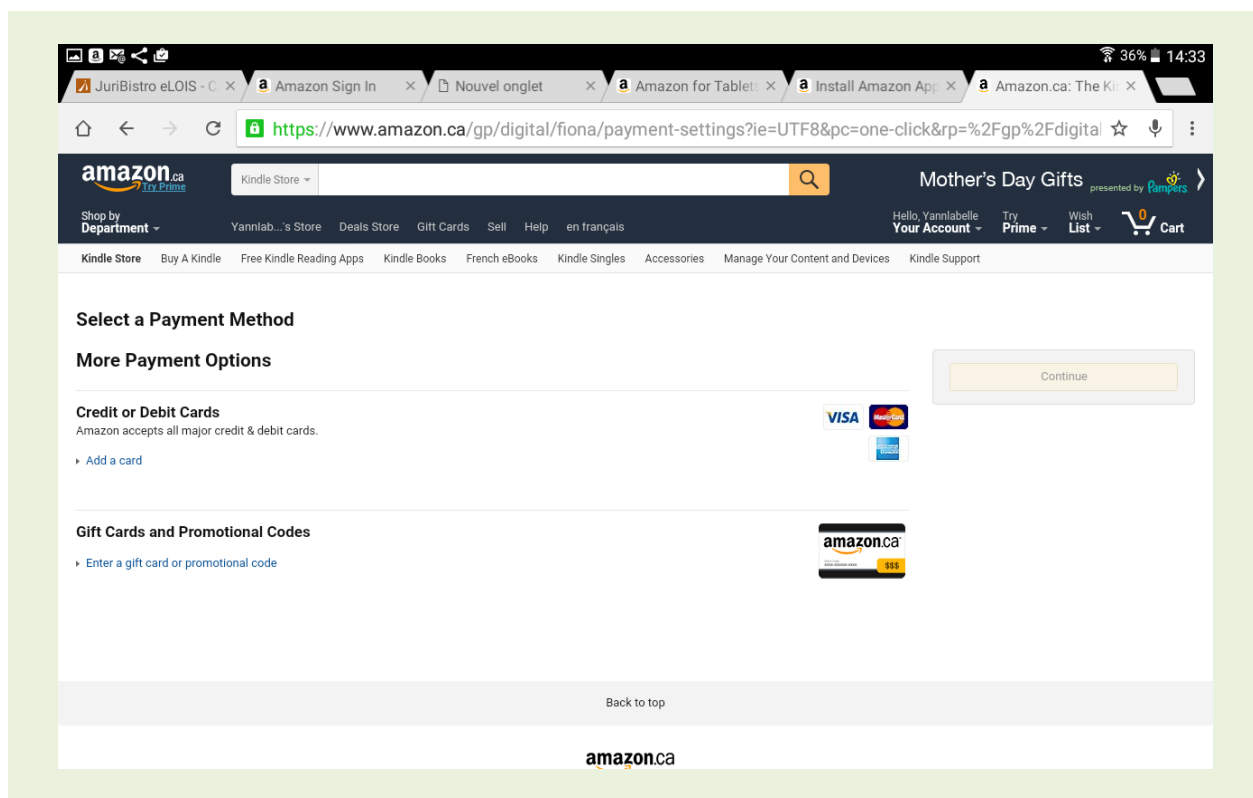 36% 14:33
JuriBistro eLOIS - C
Amazon Sign In
Nouvel onglet
Amazon for Tablets
Install Amazon App
Amazon.ca: The Kin
https://www.amazon.ca/gp/digital/fiona/payment-settings?ie=UTF8&pc=one-click&rp=%2Fgp%2Fdigital
amazon.ca
Try Prime
Kindle Store
Mother's Day Gifts presented by Pampers
Shop by
Department
Yannlab...'s Store Deals Store Gift Cards Sell Help en français
Hello, Yannlabelle
Your Account
Try
Prime
Wish
List
0
Cart
Kindle Store Buy A Kindle Free Kindle Reading Apps Kindle Books French eBooks Kindle Singles Accessories Manage Your Content and Devices Kindle Support
Select a Payment Method
More Payment Options
Continue
Credit or Debit Cards
Amazon accepts all major credit & debit cards.
VISA MasterCard
Add a card
Gift Cards and Promotional Codes
amazon.ca
$$$
Enter a gift card or promotional code
Back to top
amazon.ca